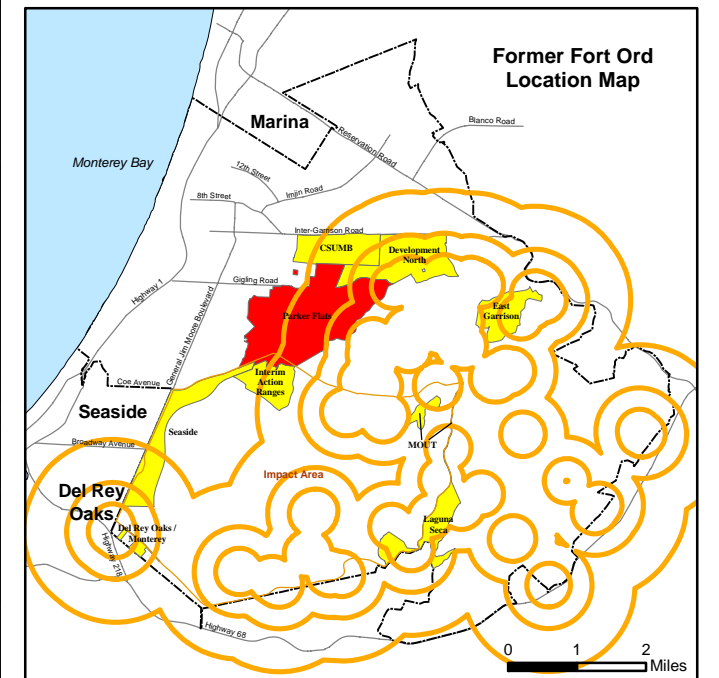 Former Fort Ord
Location Map
Marina
Blanco Road
Reservation Road
Monterey Bay
12th Street
Imjin Road
8th Street
Inter-Garrison Road
CSUMB
Development
North
Gigling Road
Highway 1
General Jim Moore Boulevard
Parker Flats
East
Garrison
Coe Avenue
Interim
Action
Ranges
Seaside
Seaside
Broadway Avenue
MOUT
Impact Area
Del Rey
Oaks
Del Rey Oaks /
Monterey
Laguna
Seca
Highway 218
Highway 68
0 1 2
Miles